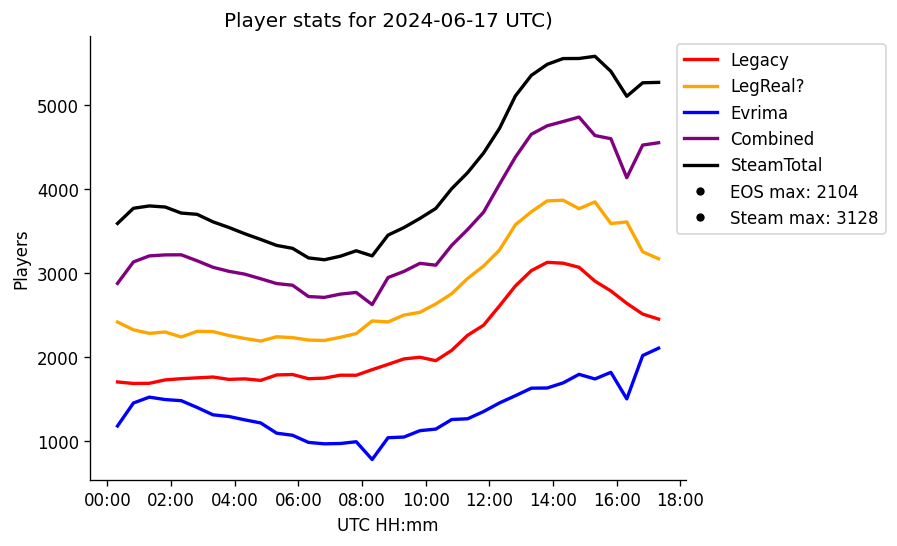 Player stats for 2024-06-17 UTC)
Players
5000
4000
3000
2000
1000
00:00 02:00 04:00 06:00 08:00 10:00 12:00 14:00 16:00 18:00
UTC HH:mm
Legacy
LegReal?
Evrima
Combined
SteamTotal
EOS max: 2104
Steam max: 3128